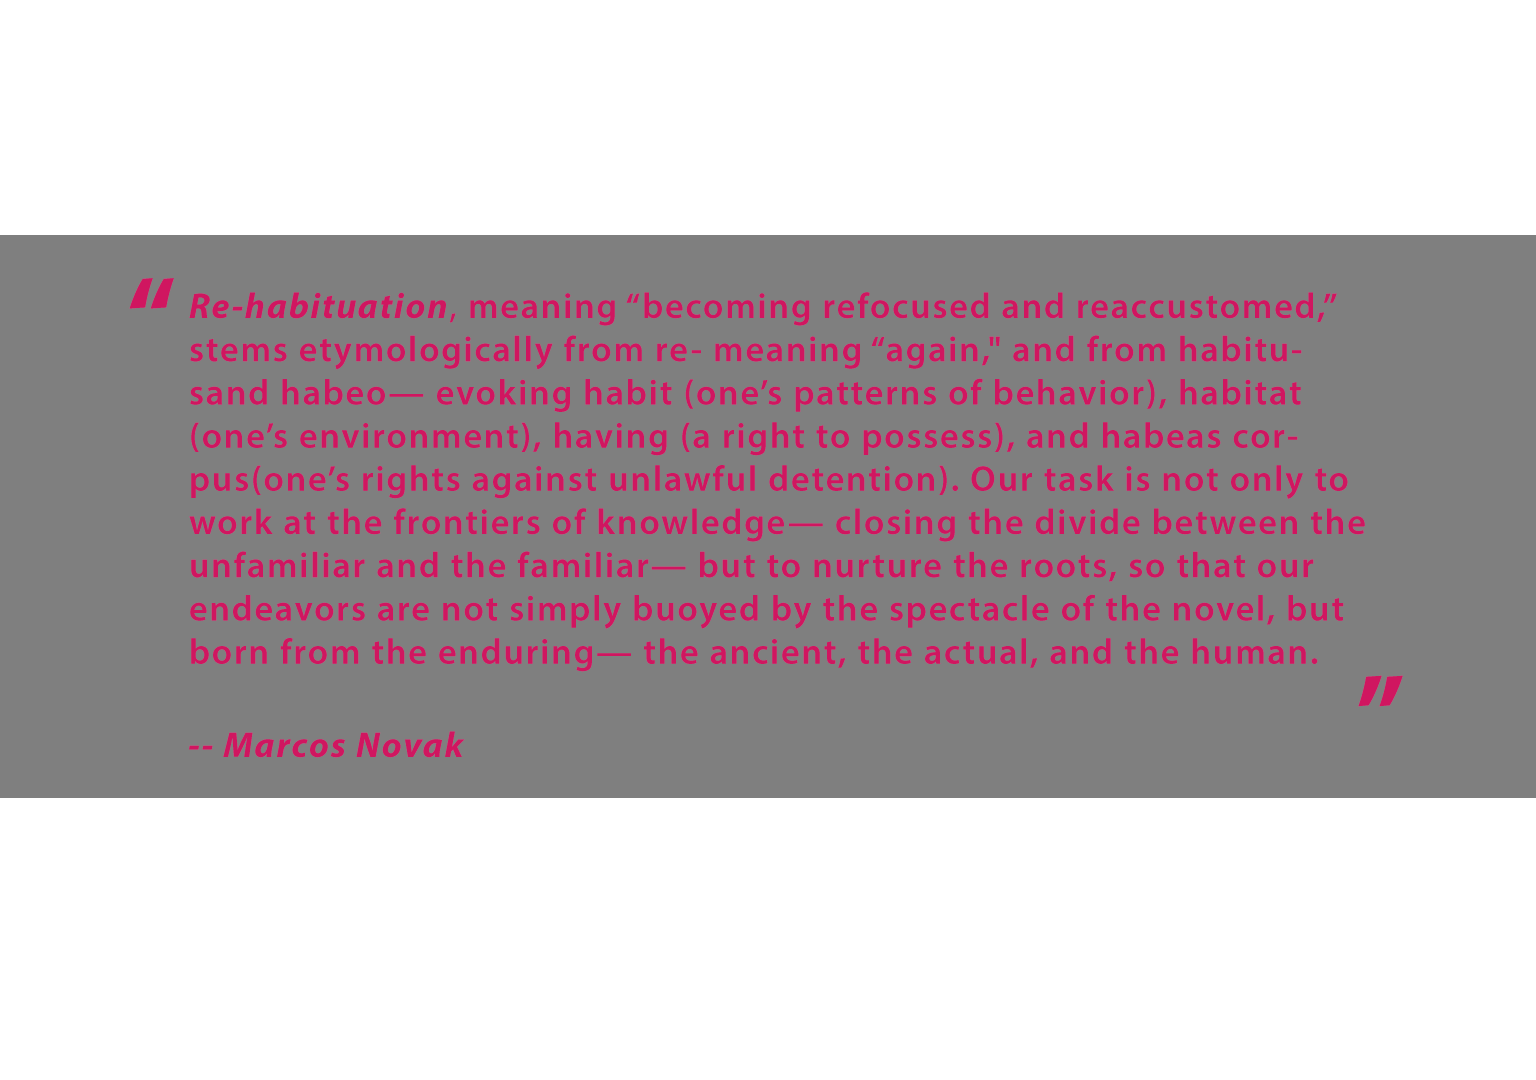 “ Re-habituation, meaning “becoming refocused and reaccustomed,”
stems etymologically from re- meaning “again," and from habitu-
sand habeo— evoking habit (one’s patterns of behavior), habitat
(one’s environment), having (a right to possess), and habeas cor-
pus(one’s rights against unlawful detention). Our task is not only to
work at the frontiers of knowledge— closing the divide between the
unfamiliar and the familiar— but to nurture the roots, so that our
endeavors are not simply buoyed by the spectacle of the novel, but
born from the enduring— the ancient, the actual, and the human.
”
-- Marcos Novak